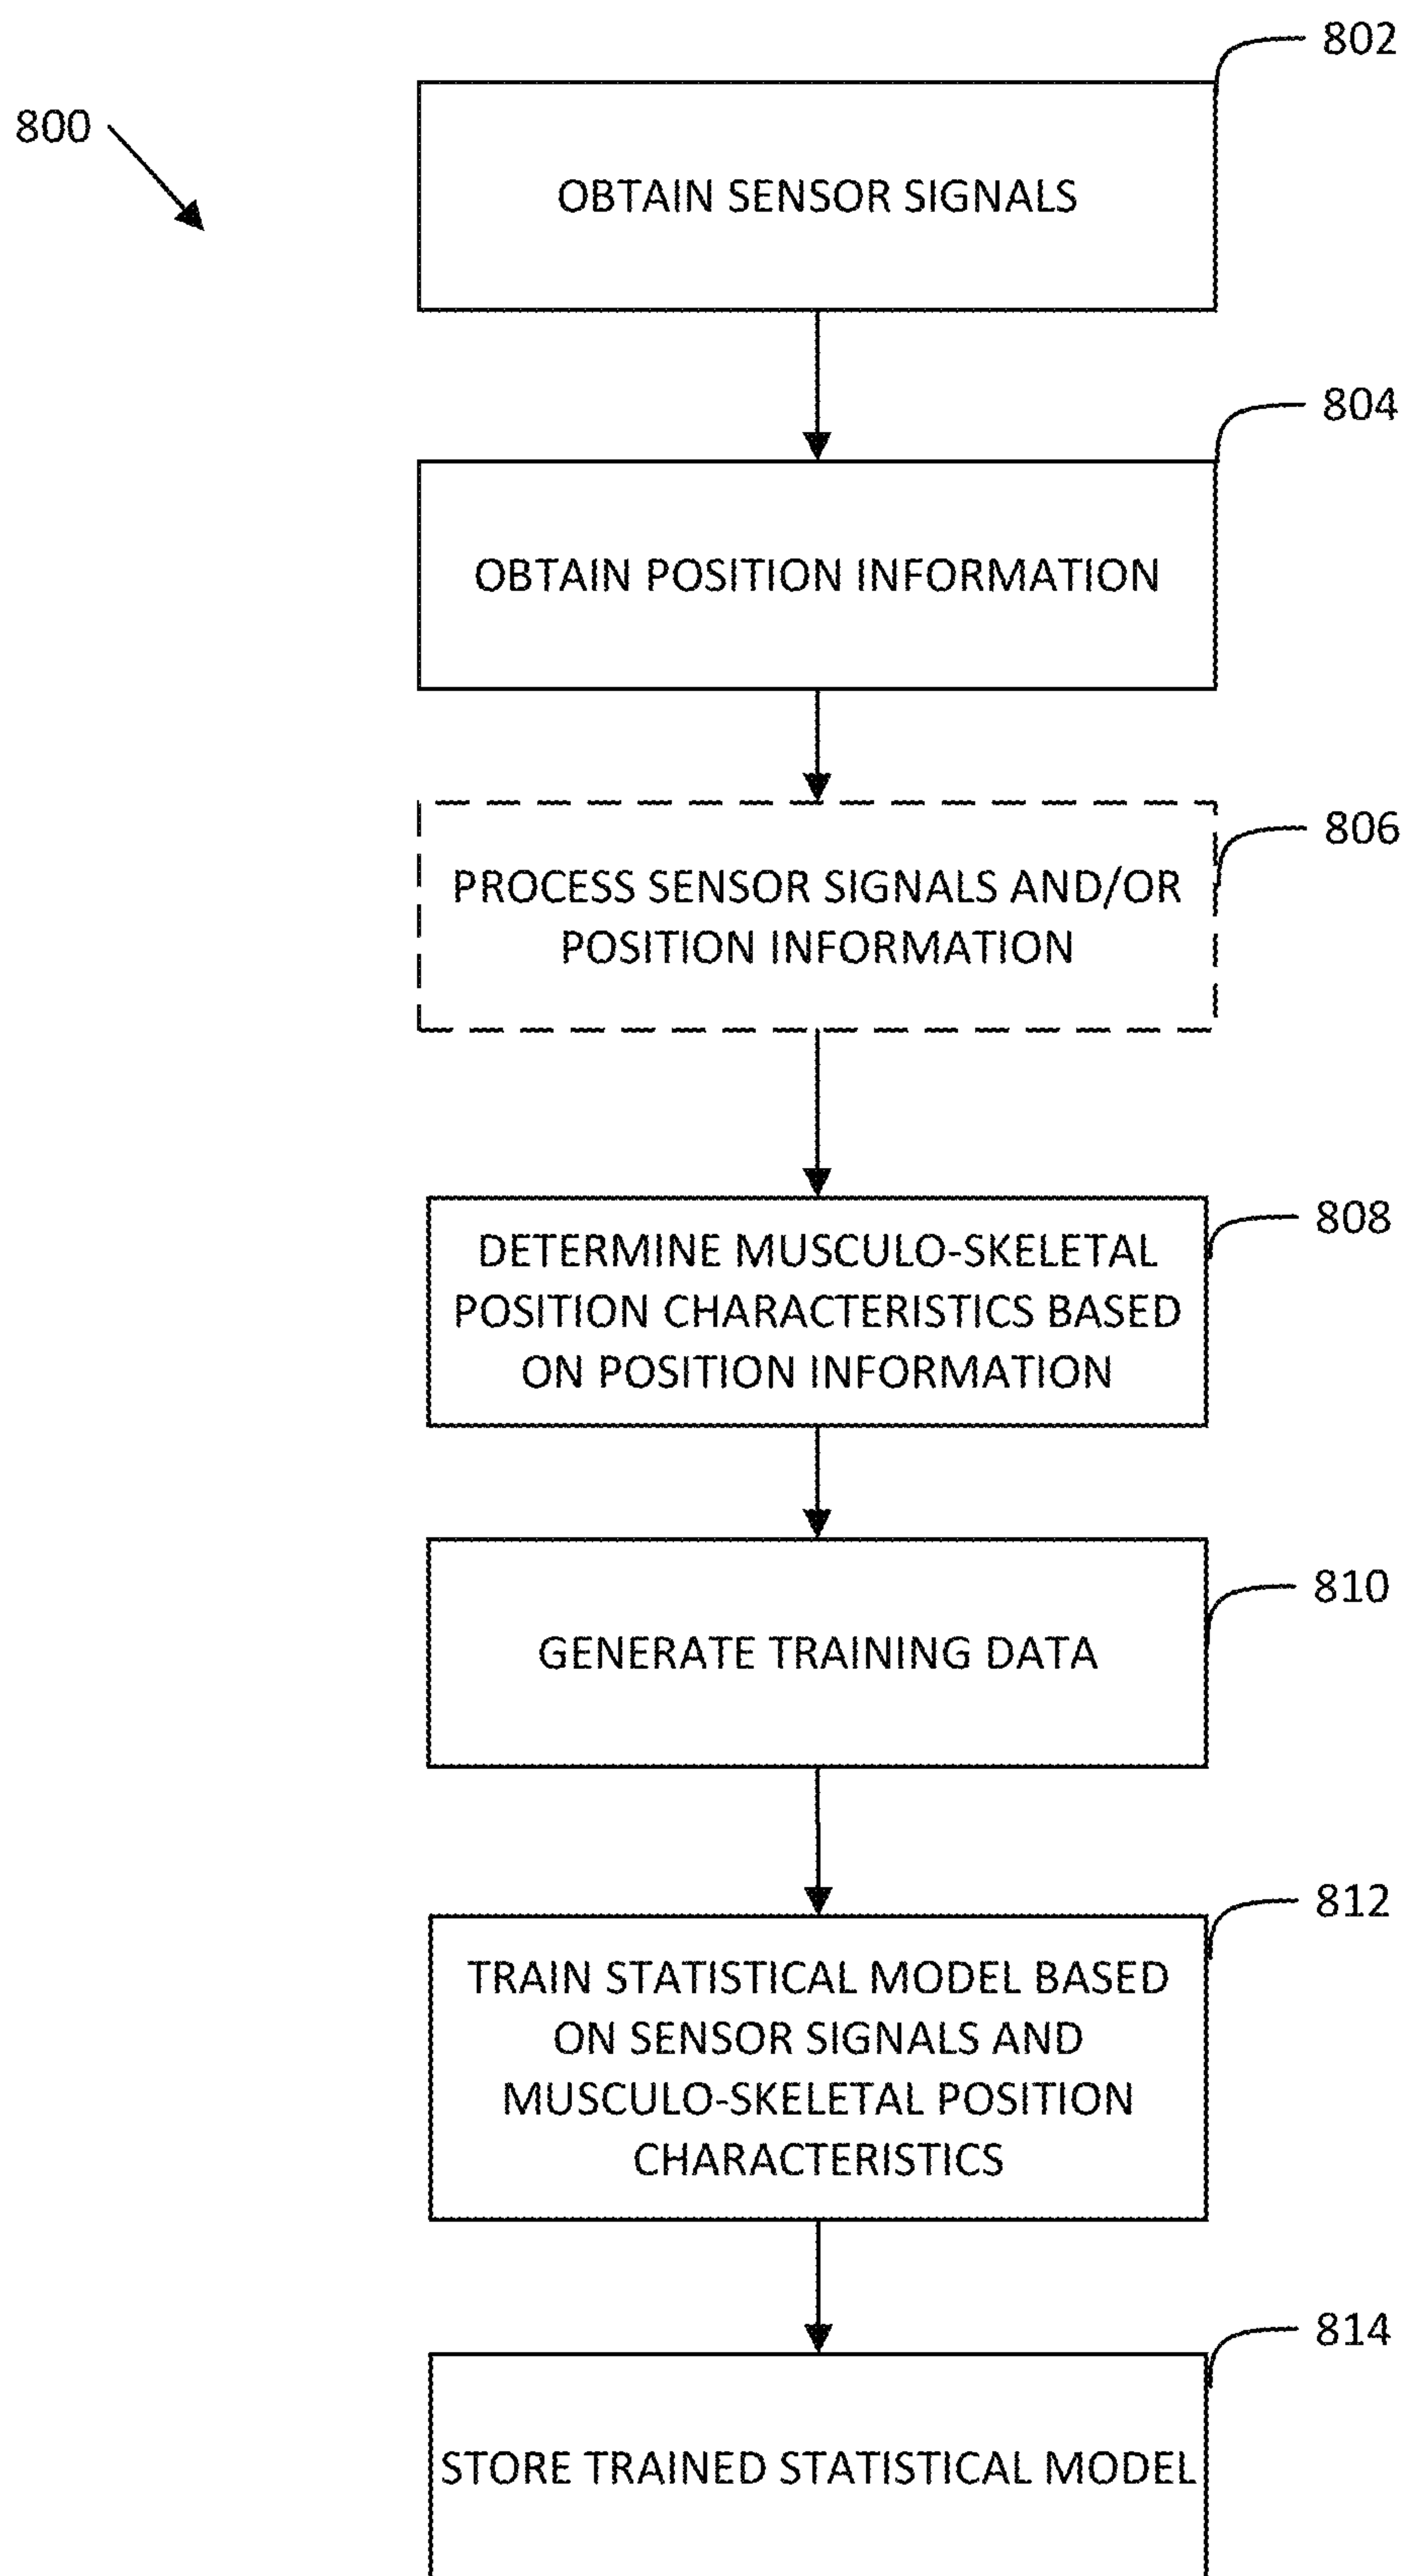 802
800
OBTAIN SENSOR SIGNALS
804
OBTAIN POSITION INFORMATION
806
PROCESS SENSOR SIGNALS AND/OR
POSITION INFORMATION
808
DETERMINE MUSCULO-SKELETAL
POSITION CHARACTERISTICS BASED
ON POSITION INFORMATION
810
GENERATE TRAINING DATA
812
TRAIN STATISTICAL MODEL BASED
ON SENSOR SIGNALS AND
MUSCULO-SKELETAL POSITION
CHARACTERISTICS
814
STORE TRAINED STATISTICAL MODEL